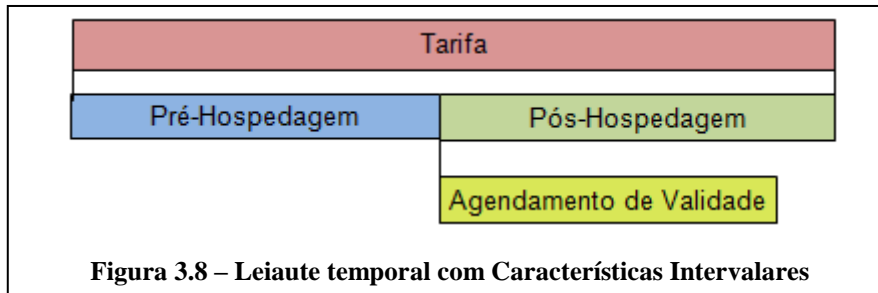 Tarifa
Pré-Hospedagem
Pós-Hospedagem
Agendamento de Validade
Figura 3.8 – Leiaute temporal com Características Intervalares